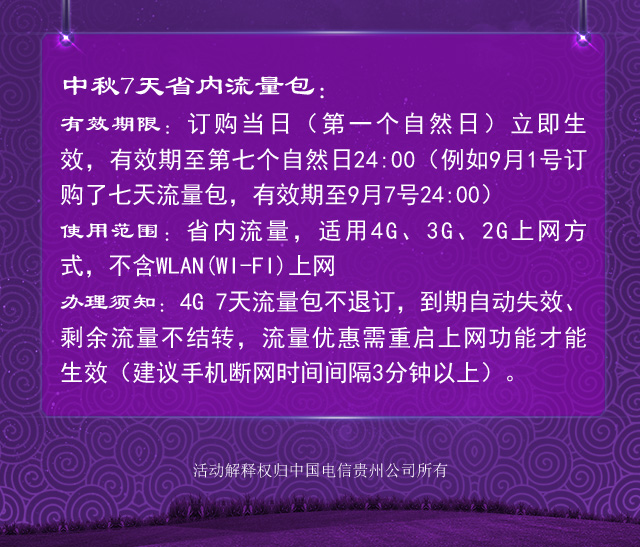 中秋7天省内流量包：
有效期限：订购当日（第一个自然日）立即生
效，有效期至第七个自然日24:00（例如9月1号订
购了七天流量包，有效期至9月7号24:00）
使用范围：省内流量，适用4G、3G、2G上网方
式，不含WLAN(WI-FI)上网
办理须知：4G 7天流量包不退订，到期自动失效、
剩余流量不结转，流量优惠需重启上网功能才能
生效（建议手机断网时间间隔3分钟以上）。
活动解释权归中国电信贵州公司所有